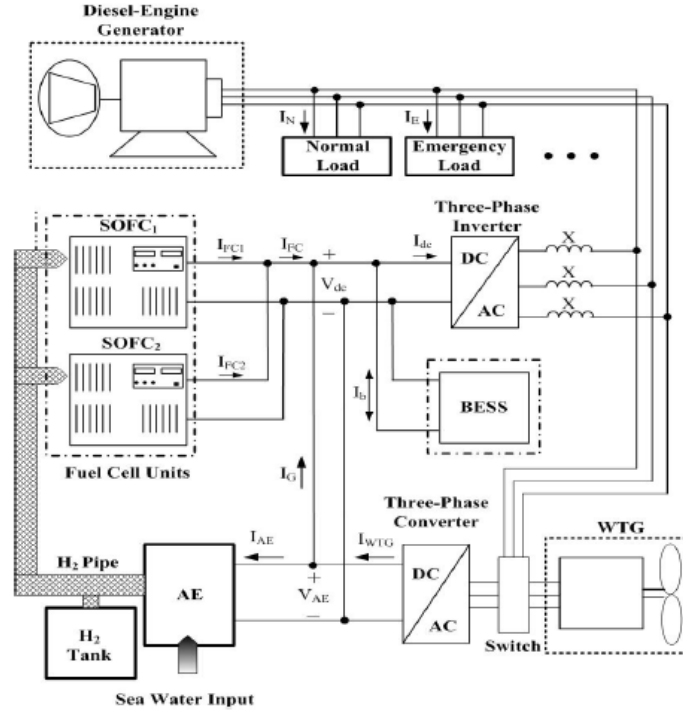 Diesel-Engine
Generator
I_N
I_E
Normal
Load
Emergency
Load
• • •
SOFC₁
Three-Phase
Inverter
I_FC1
I_FC
+
I_dc
DC
X
V_dc
X
−
AC
X
SOFC₂
I_FC2
I_b
BESS
Fuel Cell Units
I_G
Three-Phase
Converter
WTG
I_AE
I_WTG
H₂ Pipe
+
DC
AE
V_AE
−
AC
H₂
Tank
Switch
Sea Water Input